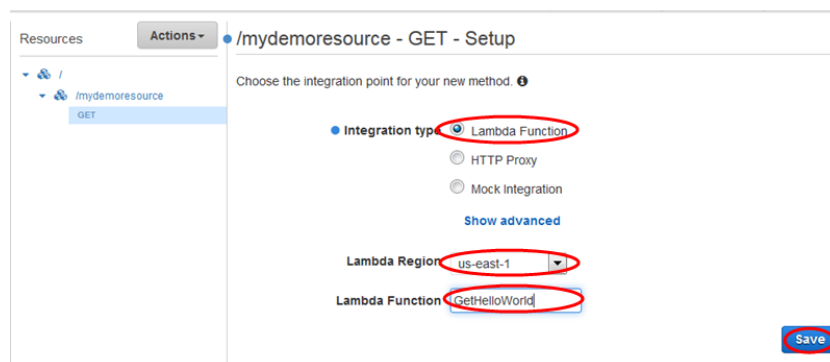 Resources
Actions
/mydemoresource - GET - Setup
/
/mydemoresource
GET
Choose the integration point for your new method.
Integration type
Lambda Function
HTTP Proxy
Mock Integration
Show advanced
Lambda Region
us-east-1
Lambda Function
GetHelloWorld
Save